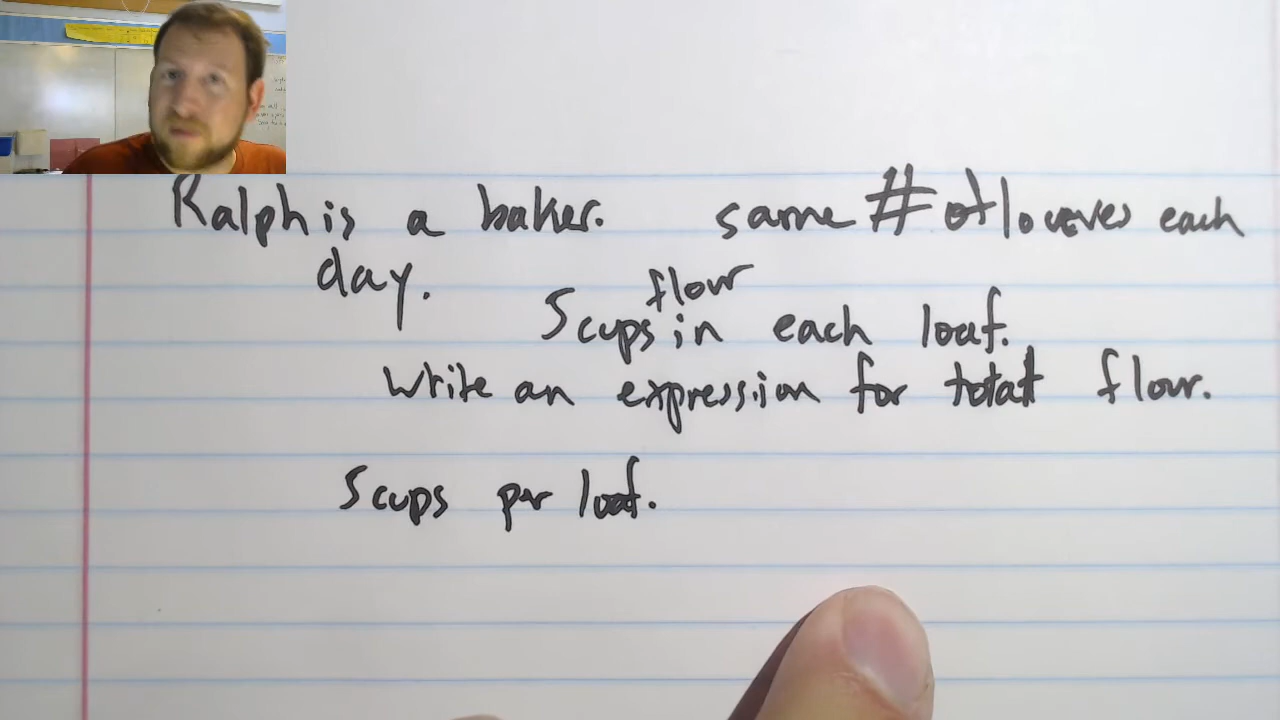 Ralph is a baker. same # of loaves each
day.
flour
5 cups in each loaf.
Write an expression for total flour.
5 cups per loaf.